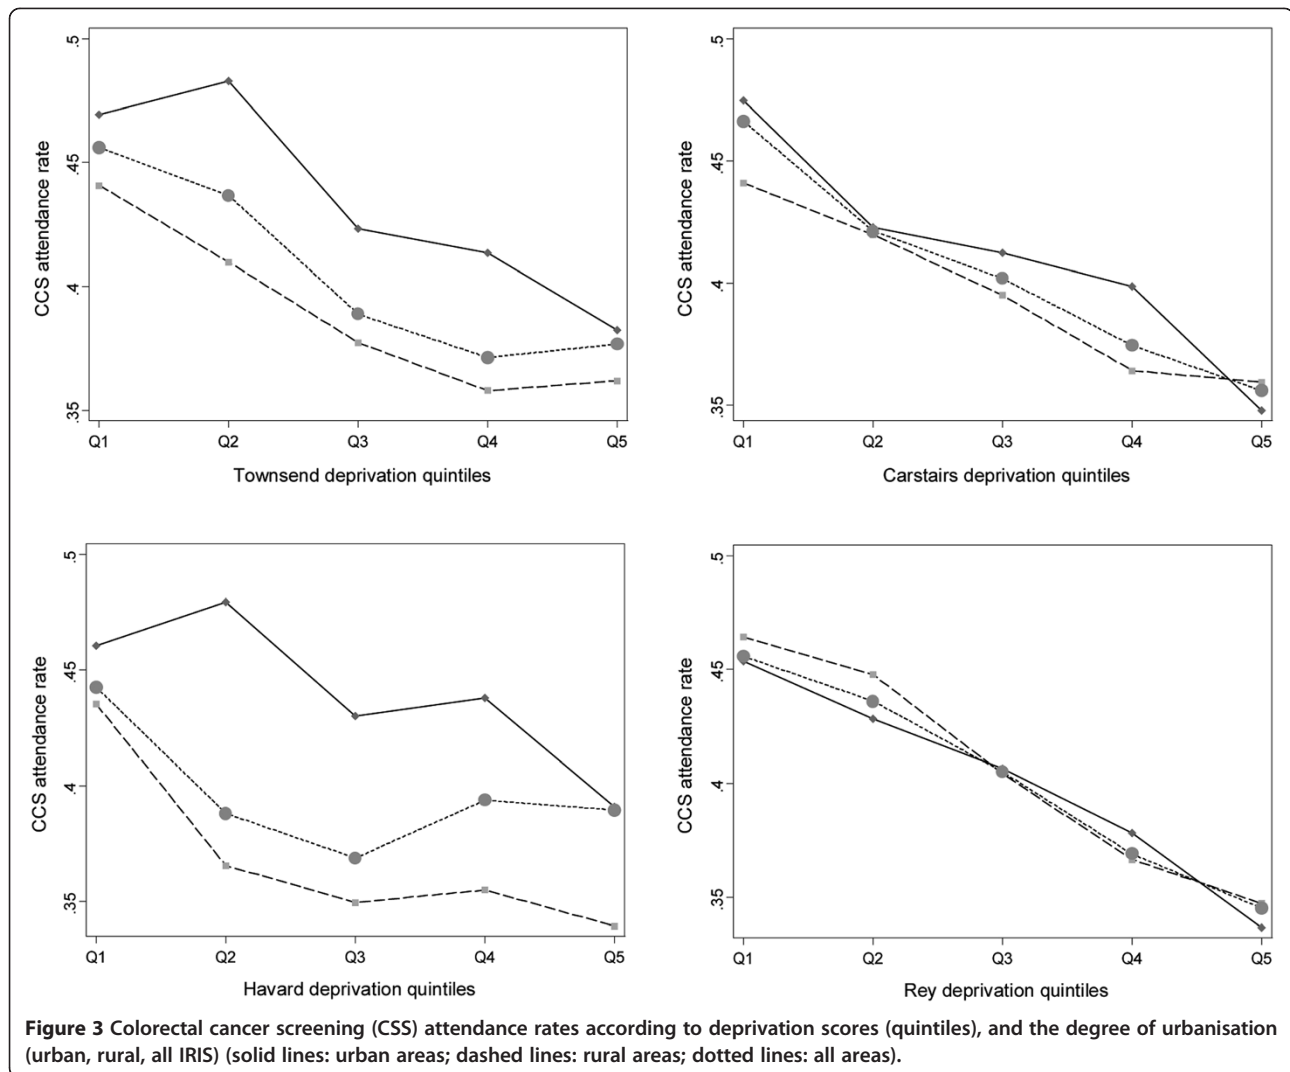 .5
.45
.4
.35
CCS attendance rate
Q1 Q2 Q3 Q4 Q5
Townsend deprivation quintiles
.5
.45
.4
.35
CCS attendance rate
Q1 Q2 Q3 Q4 Q5
Carstairs deprivation quintiles
.5
.45
.4
.35
CCS attendance rate
Q1 Q2 Q3 Q4 Q5
Havard deprivation quintiles
.5
.45
.4
.35
CCS attendance rate
Q1 Q2 Q3 Q4 Q5
Rey deprivation quintiles
Figure 3 Colorectal cancer screening (CSS) attendance rates according to deprivation scores (quintiles), and the degree of urbanisation
(urban, rural, all IRIS) (solid lines: urban areas; dashed lines: rural areas; dotted lines: all areas).